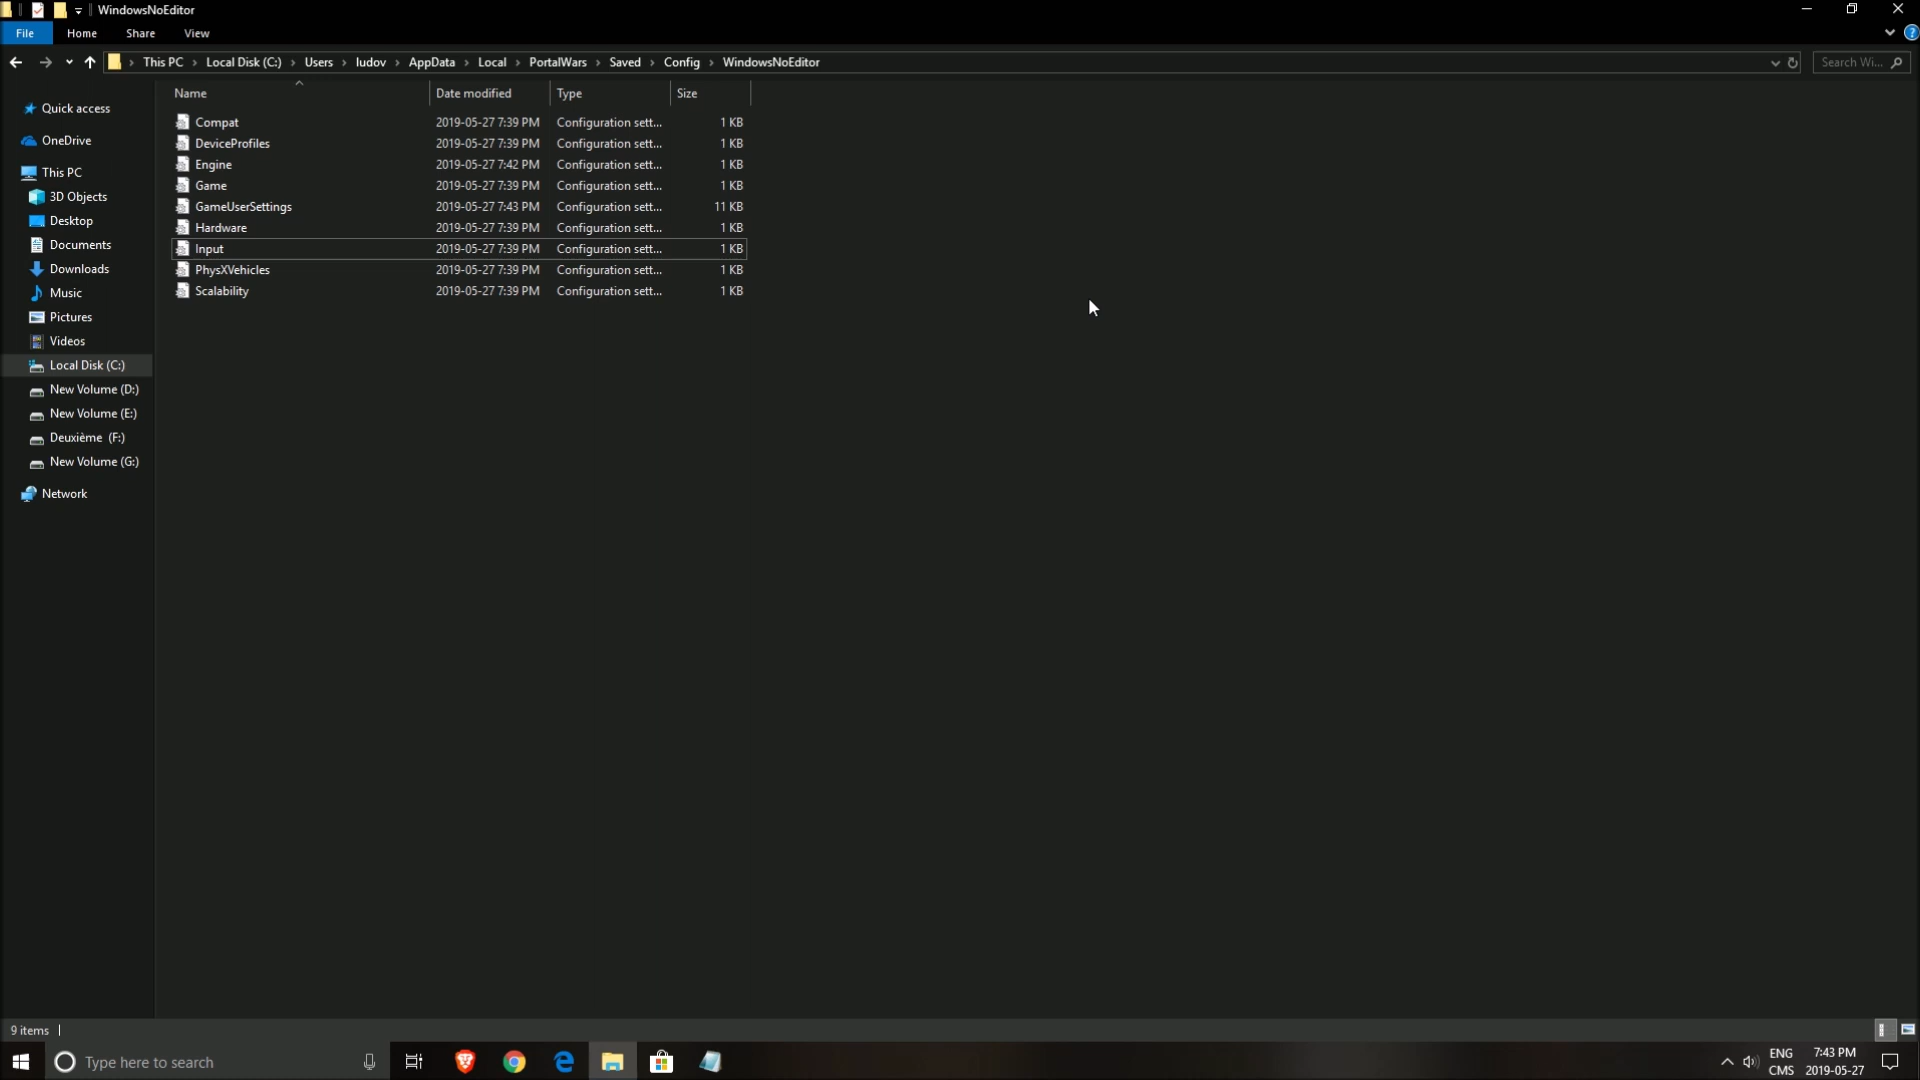 WindowsNoEditor
File Home Share View
This PC Local Disk (C:) Users ludov AppData Local PortalWars Saved Config WindowsNoEditor Search Wi...
Name Date modified Type Size
Compat 2019-05-27 7:39 PM Configuration sett... 1 KB
DeviceProfiles 2019-05-27 7:39 PM Configuration sett... 1 KB
Engine 2019-05-27 7:42 PM Configuration sett... 1 KB
Game 2019-05-27 7:39 PM Configuration sett... 1 KB
GameUserSettings 2019-05-27 7:43 PM Configuration sett... 11 KB
Hardware 2019-05-27 7:39 PM Configuration sett... 1 KB
Input 2019-05-27 7:39 PM Configuration sett... 1 KB
PhysXVehicles 2019-05-27 7:39 PM Configuration sett... 1 KB
Scalability 2019-05-27 7:39 PM Configuration sett... 1 KB
Quick access
OneDrive
This PC
3D Objects
Desktop
Documents
Downloads
Music
Pictures
Videos
Local Disk (C:)
New Volume (D:)
New Volume (E:)
Deuxième (F:)
New Volume (G:)
Network
9 items
Type here to search
ENG 7:43 PM
CMS 2019-05-27